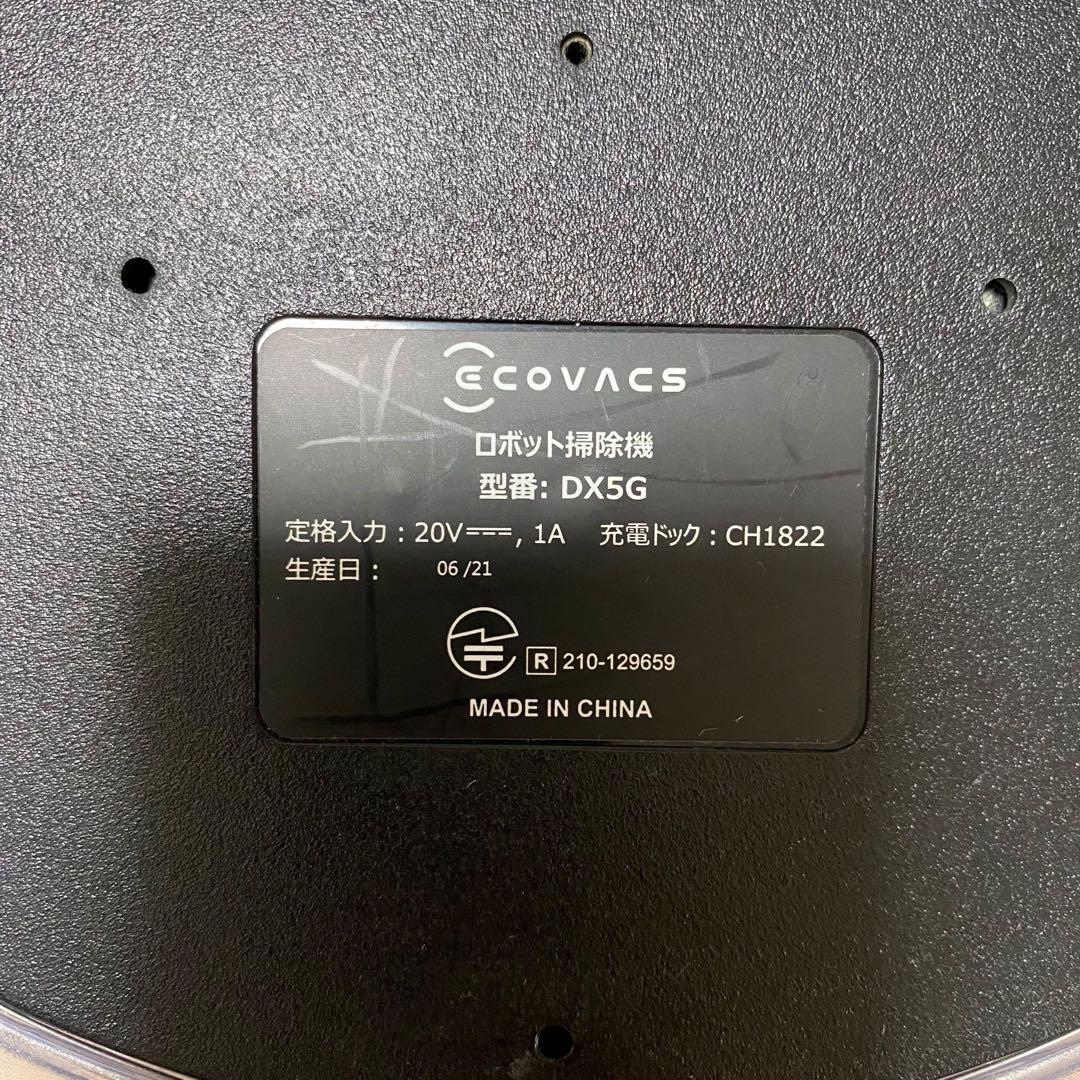 ECOVACS
ロボット掃除機
型番: DX5G
定格入力：20V⎓, 1A 充電ドック：CH1822
生産日： 06 /21
R 210-129659
MADE IN CHINA